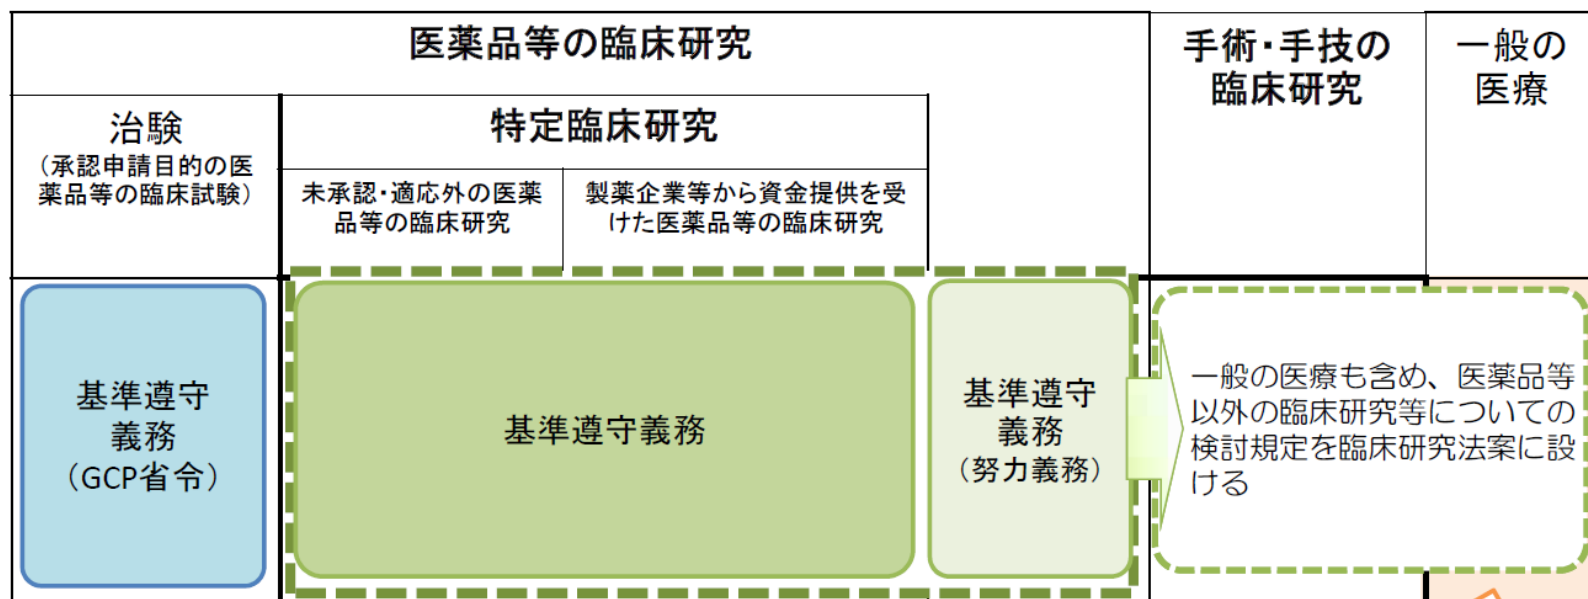 医薬品等の臨床研究
手術・手技の
臨床研究
一般の
医療
治験
（承認申請目的の医
薬品等の臨床試験）
特定臨床研究
未承認・適応外の医薬
品等の臨床研究
製薬企業等から資金提供を受
けた医薬品等の臨床研究
基準遵守
義務
（GCP省令）
基準遵守義務
基準遵守
義務
（努力義務）
一般の医療も含め、医薬品等
以外の臨床研究等についての
検討規定を臨床研究法案に設
ける